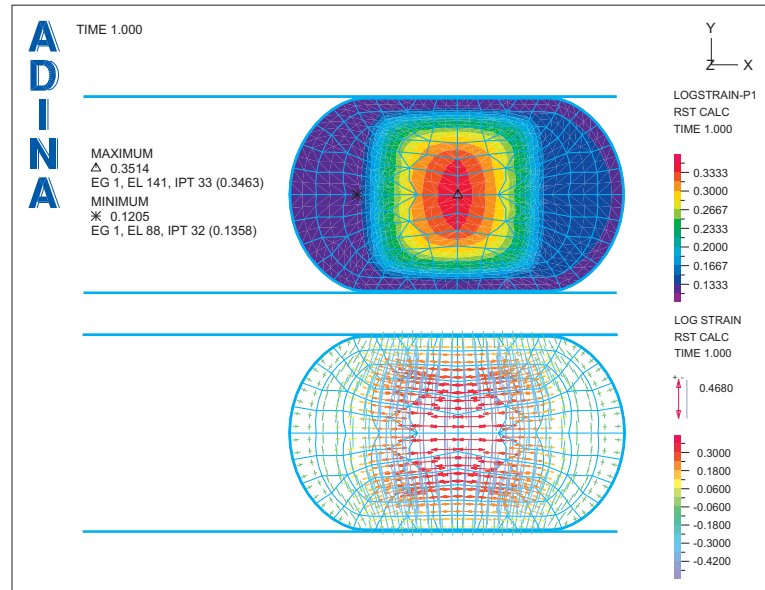 ADINA
TIME 1.000
MAXIMUM
△ 0.3514
EG 1, EL 141, IPT 33 (0.3463)
MINIMUM
✳ 0.1205
EG 1, EL 88, IPT 32 (0.1358)
Y
Z X
LOGSTRAIN-P1
RST CALC
TIME 1.000
0.3333
0.3000
0.2667
0.2333
0.2000
0.1667
0.1333
LOG STRAIN
RST CALC
TIME 1.000
+ -
0.4680
0.3000
0.1800
0.0600
-0.0600
-0.1800
-0.3000
-0.4200